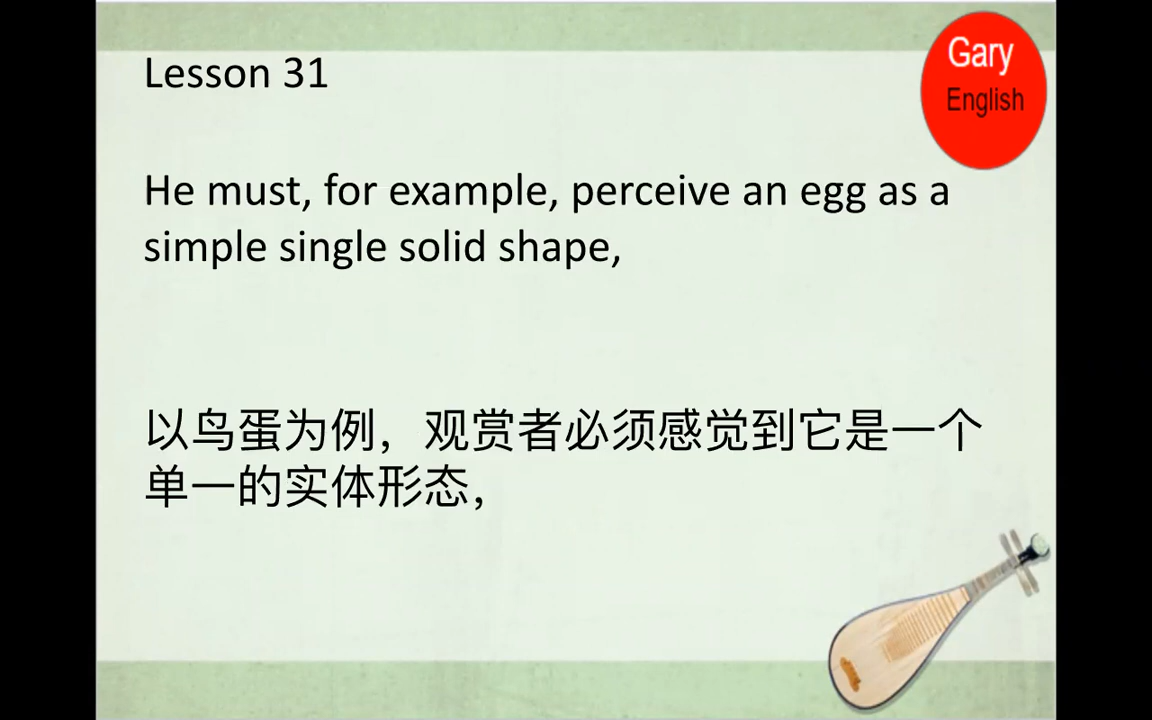 Lesson 31
Gary
English
He must, for example, perceive an egg as a
simple single solid shape,
以鸟蛋为例，观赏者必须感觉到它是一个
单一的实体形态，